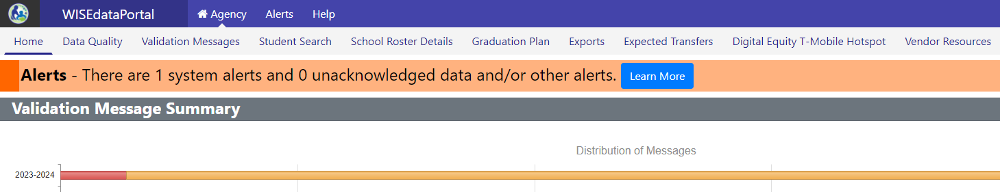 WISEdataPortal Agency Alerts Help
Home Data Quality Validation Messages Student Search School Roster Details Graduation Plan Exports Expected Transfers Digital Equity T-Mobile Hotspot Vendor Resources
Alerts - There are 1 system alerts and 0 unacknowledged data and/or other alerts. Learn More
Validation Message Summary
Distribution of Messages
2023-2024